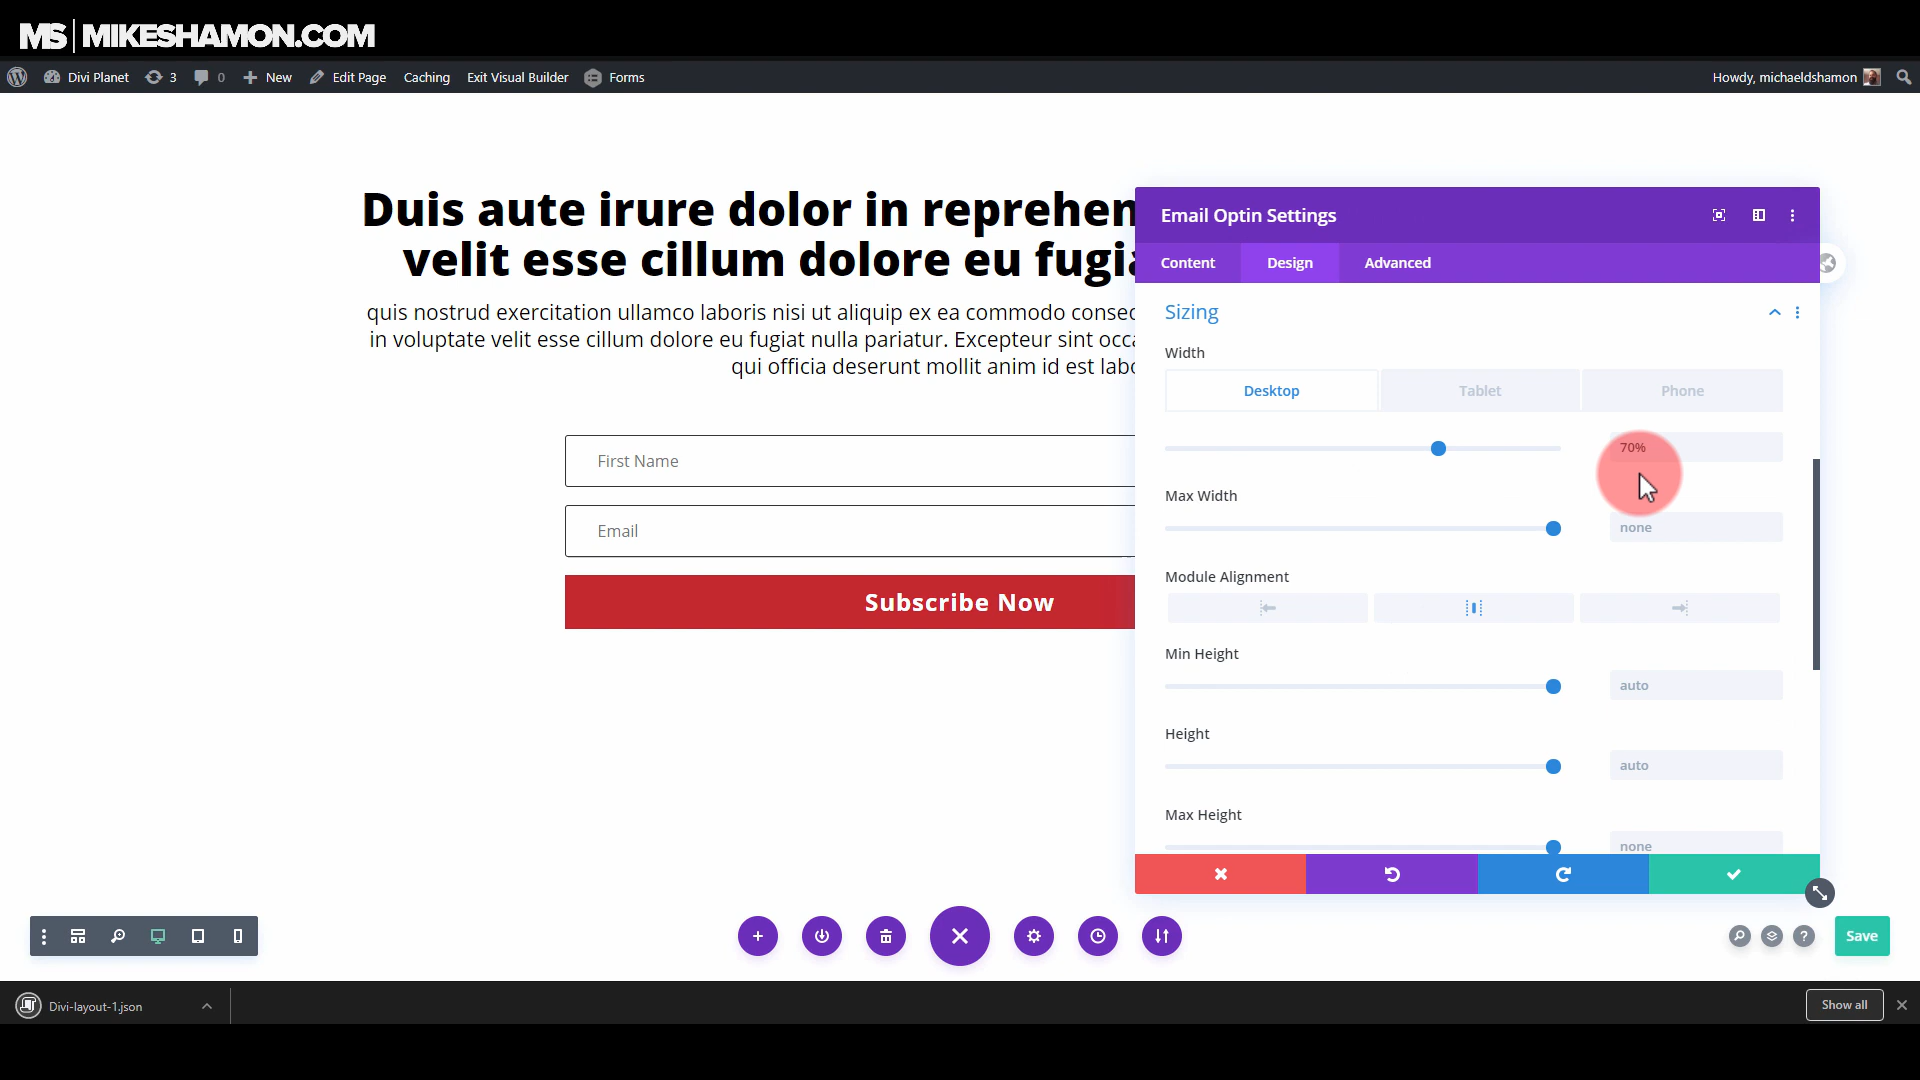 MS | MIKESHAMON.COM
Divi Planet 3 0 New Edit Page Caching Exit Visual Builder Forms Howdy, michaeldshamon
Duis aute irure dolor in reprehen
velit esse cillum dolore eu fugia
quis nostrud exercitation ullamco laboris nisi ut aliquip ex ea commodo consec
in voluptate velit esse cillum dolore eu fugiat nulla pariatur. Excepteur sint occa
qui officia deserunt mollit anim id est labo
First Name
Email
Subscribe Now
Email Optin Settings
Content Design Advanced
Sizing
Width
Desktop Tablet Phone
70%
Max Width
none
Module Alignment
Min Height
auto
Height
auto
Max Height
none
Save
Divi-layout-1.json
Show all